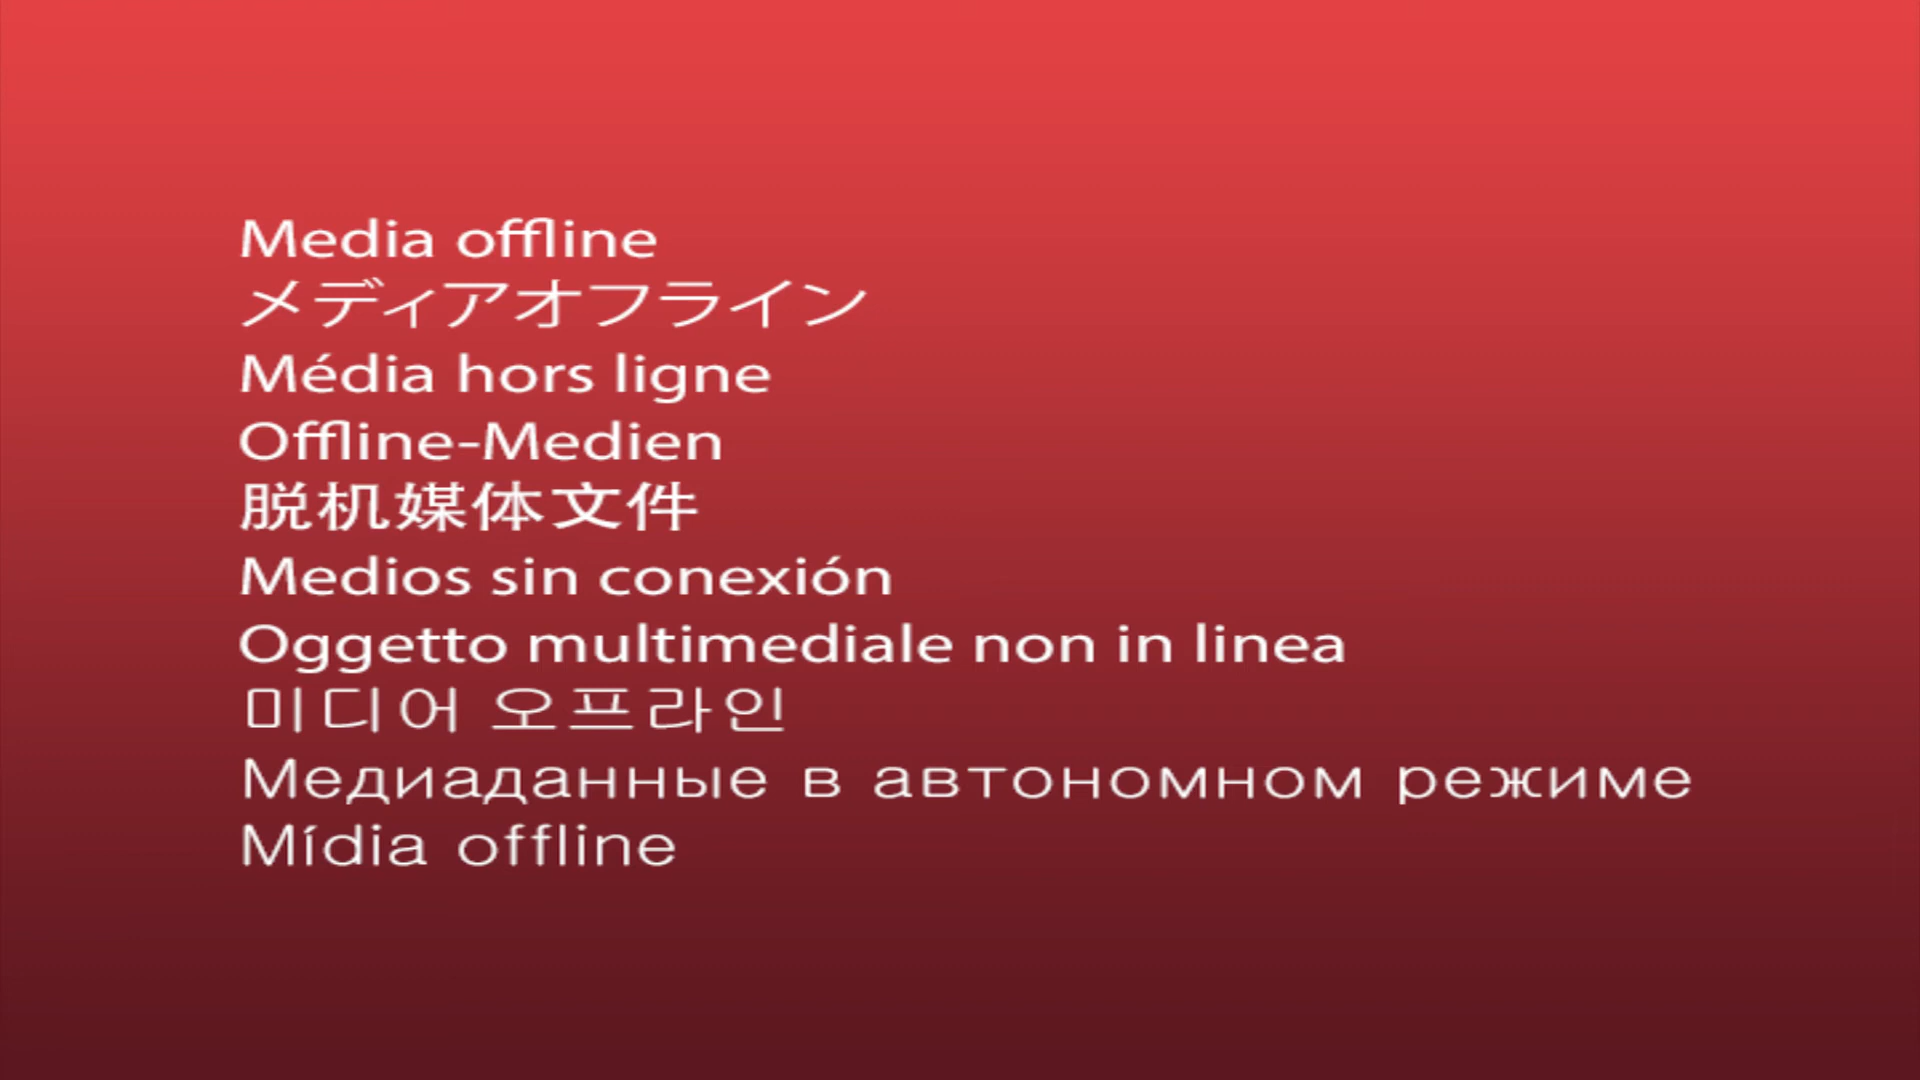 Media offline
メディアオフライン
Média hors ligne
Offline-Medien
脱机媒体文件
Medios sin conexión
Oggetto multimediale non in linea
미디어 오프라인
Медиаданные в автономном режиме
Mídia offline